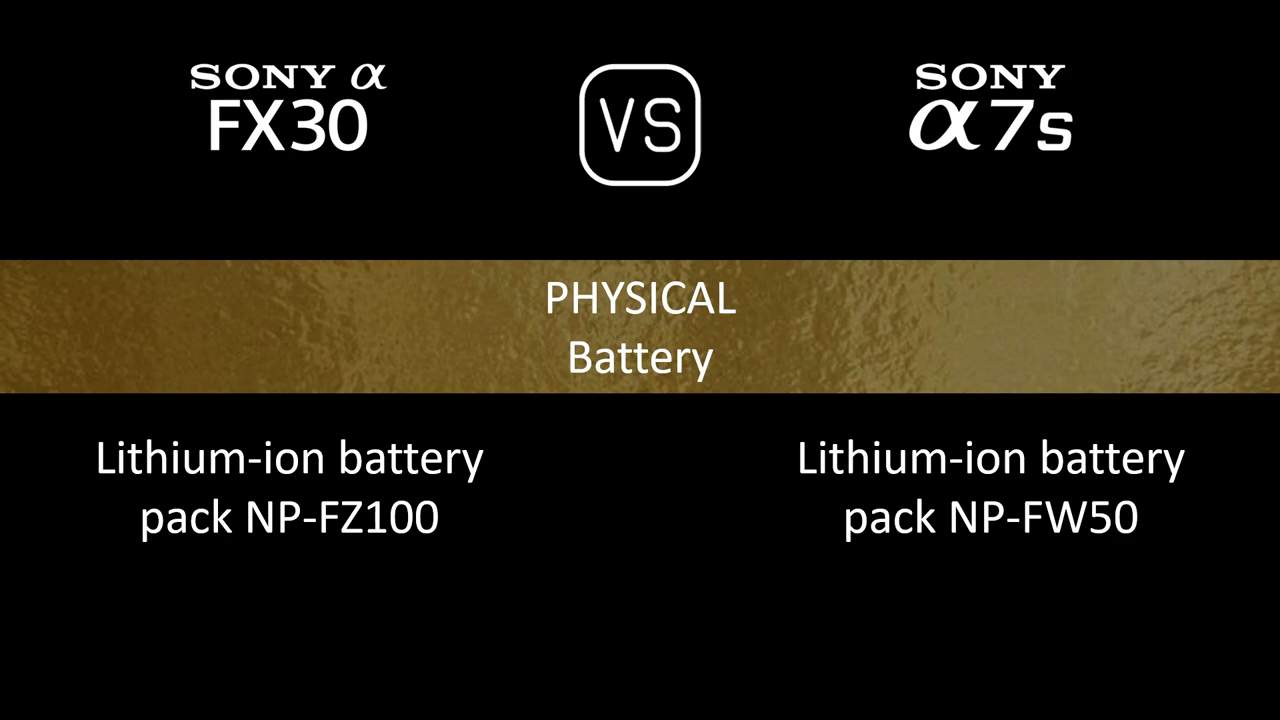 SONY α
FX30
VS
SONY
α7s
PHYSICAL
Battery
Lithium-ion battery
pack NP-FZ100
Lithium-ion battery
pack NP-FW50